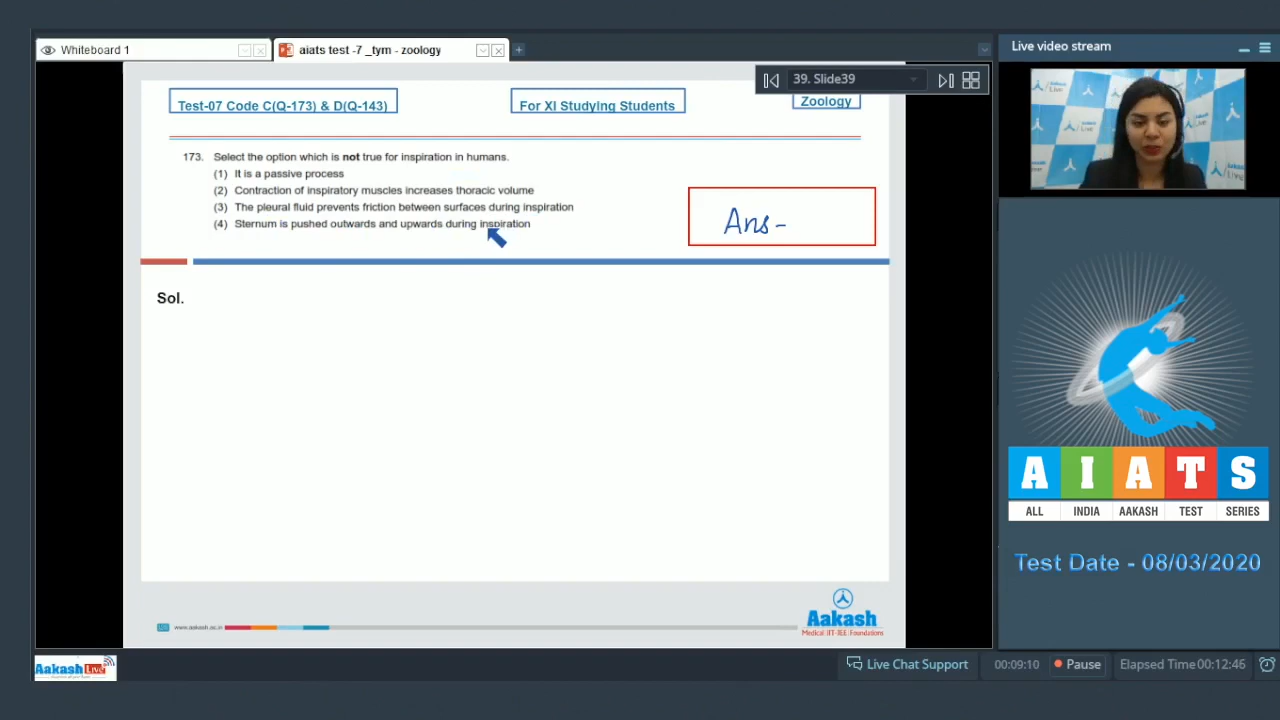 Whiteboard 1
aiats test -7 _tym - zoology
Live video stream
39. Slide39
Test-07 Code C(Q-173) & D(Q-143)
For XI Studying Students
Zoology
173. Select the option which is not true for inspiration in humans.
(1) It is a passive process
(2) Contraction of inspiratory muscles increases thoracic volume
(3) The pleural fluid prevents friction between surfaces during inspiration
(4) Sternum is pushed outwards and upwards during inspiration
Ans-
Sol.
A I A T S
ALL INDIA AAKASH TEST SERIES
Test Date - 08/03/2020
www.aakash.ac.in
Aakash
Medical | IIT-JEE | Foundations
Aakash Live
Live Chat Support
00:09:10
Pause
Elapsed Time 00:12:46